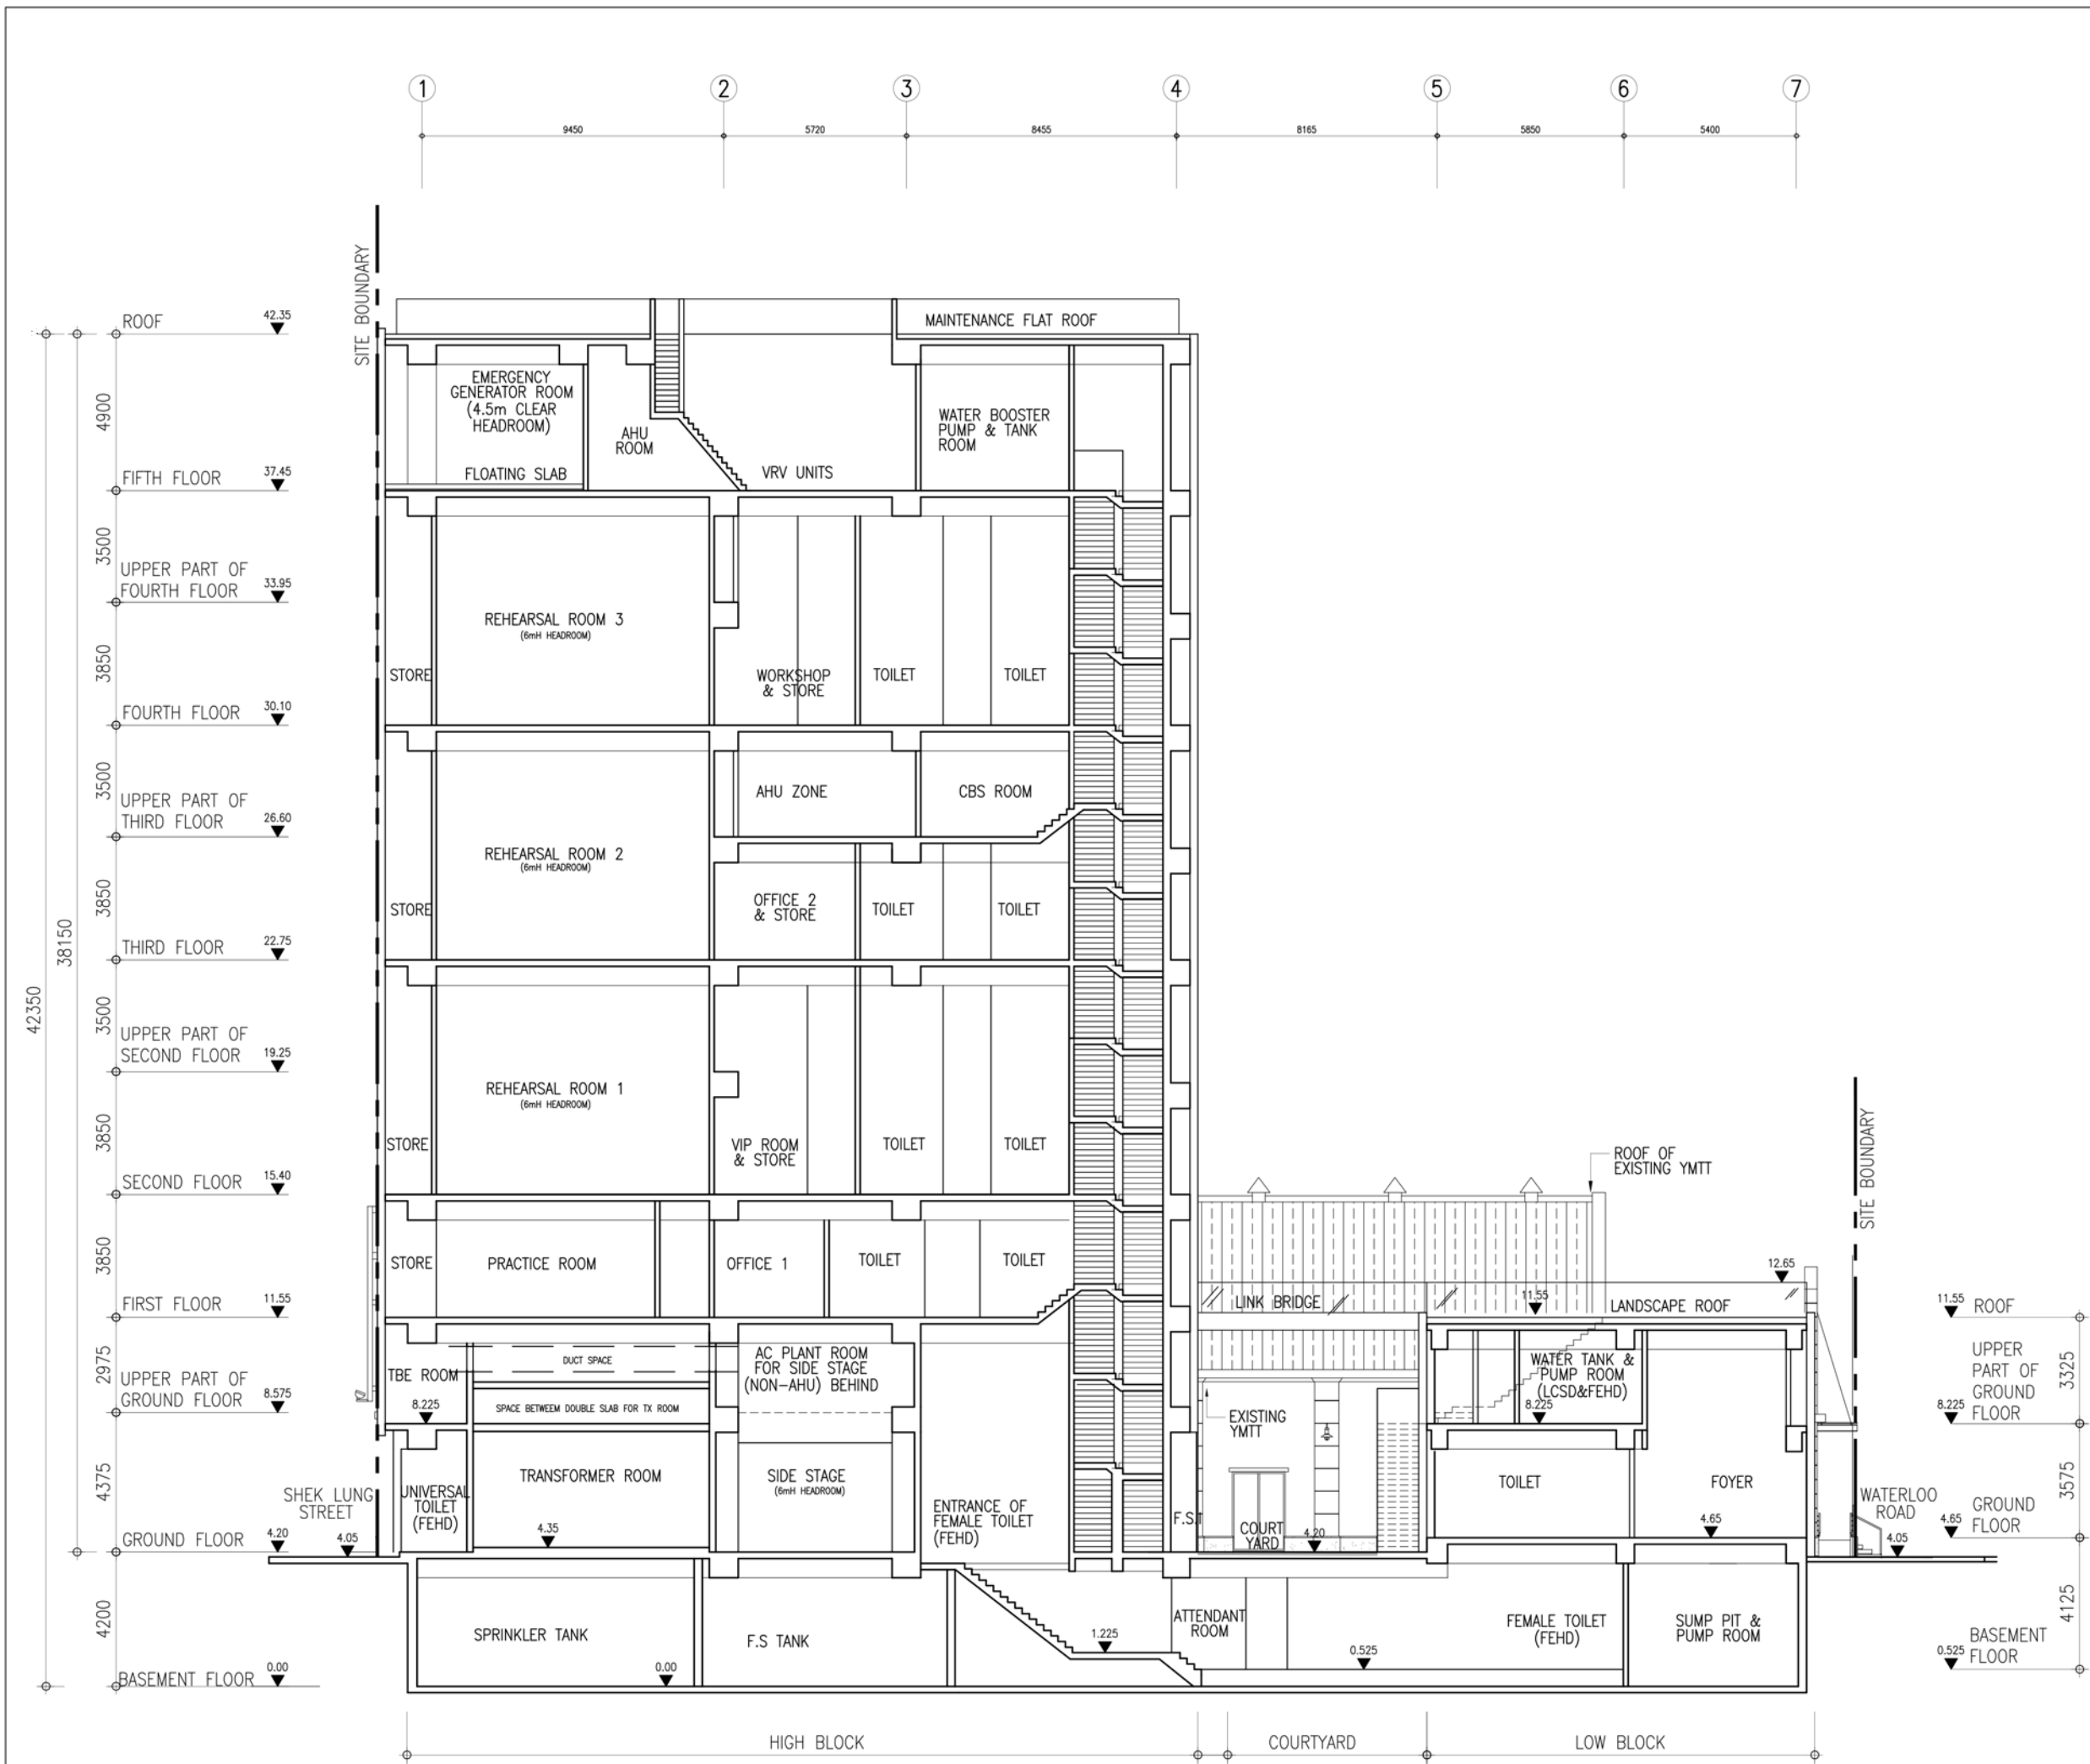 1 2 3 4 5 6 7
9450 5720 8455 8165 5850 5400
SITE BOUNDARY
ROOF 42.35
4900
FIFTH FLOOR 37.45
3500
UPPER PART OF
FOURTH FLOOR 33.95
3850
FOURTH FLOOR 30.10
3500
UPPER PART OF
THIRD FLOOR 26.60
3850
THIRD FLOOR 22.75
3500
UPPER PART OF
SECOND FLOOR 19.25
3850
SECOND FLOOR 15.40
3850
FIRST FLOOR 11.55
2975
UPPER PART OF
GROUND FLOOR 8.575
4375
GROUND FLOOR 4.20
4200
BASEMENT FLOOR 0.00
42350
38150
SHEK LUNG
STREET
4.05
MAINTENANCE FLAT ROOF
EMERGENCY
GENERATOR ROOM
(4.5m CLEAR
HEADROOM)
FLOATING SLAB
AHU
ROOM
VRV UNITS
WATER BOOSTER
PUMP & TANK
ROOM
REHEARSAL ROOM 3
(6mH HEADROOM)
STORE
WORKSHOP
& STORE
TOILET
TOILET
AHU ZONE
CBS ROOM
REHEARSAL ROOM 2
(6mH HEADROOM)
STORE
OFFICE 2
& STORE
TOILET
TOILET
REHEARSAL ROOM 1
(6mH HEADROOM)
STORE
VIP ROOM
& STORE
TOILET
TOILET
STORE
PRACTICE ROOM
OFFICE 1
TOILET
TOILET
TBE ROOM
8.225
DUCT SPACE
SPACE BETWEEM DOUBLE SLAB FOR TX ROOM
AC PLANT ROOM
FOR SIDE STAGE
(NON-AHU) BEHIND
UNIVERSAL
TOILET
(FEHD)
TRANSFORMER ROOM
4.35
SIDE STAGE
(6mH HEADROOM)
ENTRANCE OF
FEMALE TOILET
(FEHD)
F.S.I
SPRINKLER TANK
0.00
F.S TANK
1.225
ATTENDANT
ROOM
0.525
FEMALE TOILET
(FEHD)
SUMP PIT &
PUMP ROOM
ROOF OF
EXISTING YMTT
12.65
LINK BRIDGE
11.55
LANDSCAPE ROOF
WATER TANK &
PUMP ROOM
(LCSD&FEHD)
8.225
EXISTING
YMTT
COURT
YARD
4.20
TOILET
FOYER
4.65
SITE BOUNDARY
WATERLOO
ROAD
4.05
11.55 ROOF
3325
UPPER
PART OF
GROUND
8.225 FLOOR
3575
GROUND
4.65 FLOOR
4125
BASEMENT
0.525 FLOOR
HIGH BLOCK
COURTYARD
LOW BLOCK